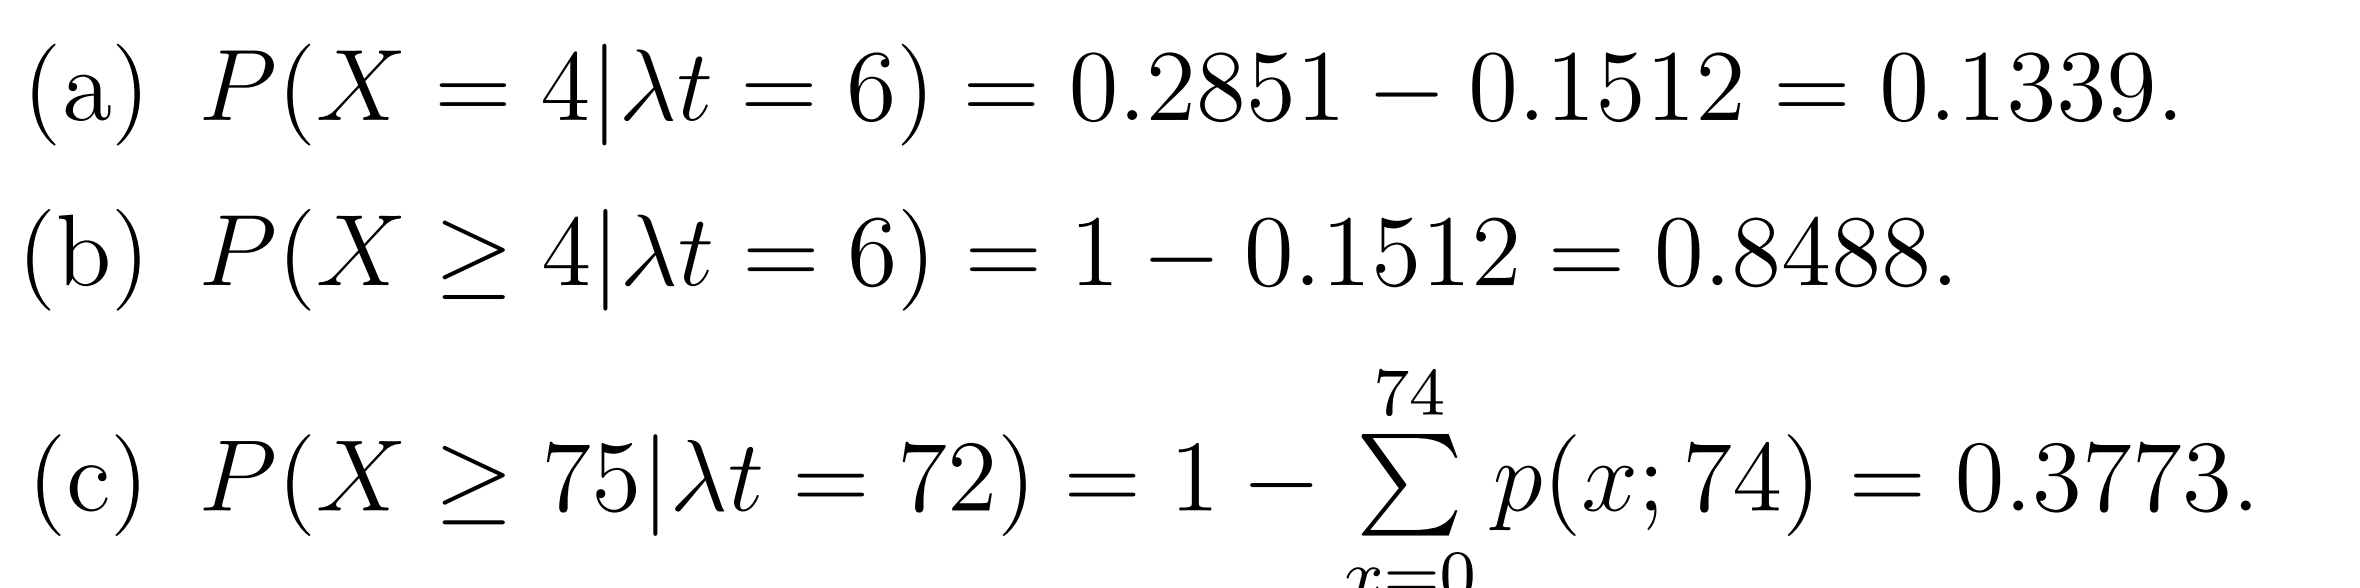 (a) P(X = 4|λt = 6) = 0.2851 − 0.1512 = 0.1339.
(b) P(X ≥ 4|λt = 6) = 1 − 0.1512 = 0.8488.
(c) P(X ≥ 75|λt = 72) = 1 − ∑_{x=0}^{74} p(x; 74) = 0.3773.